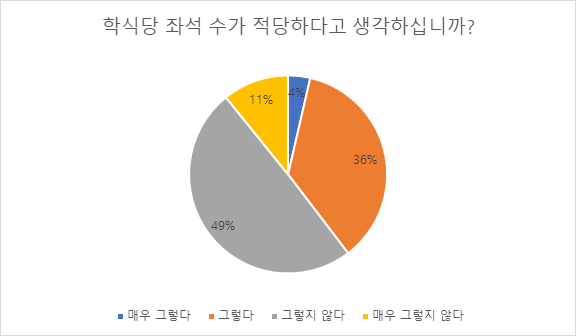 학식당 좌석 수가 적당하다고 생각하십니까?
4%
11%
36%
49%
매우 그렇다 그렇다 그렇지 않다 매우 그렇지 않다